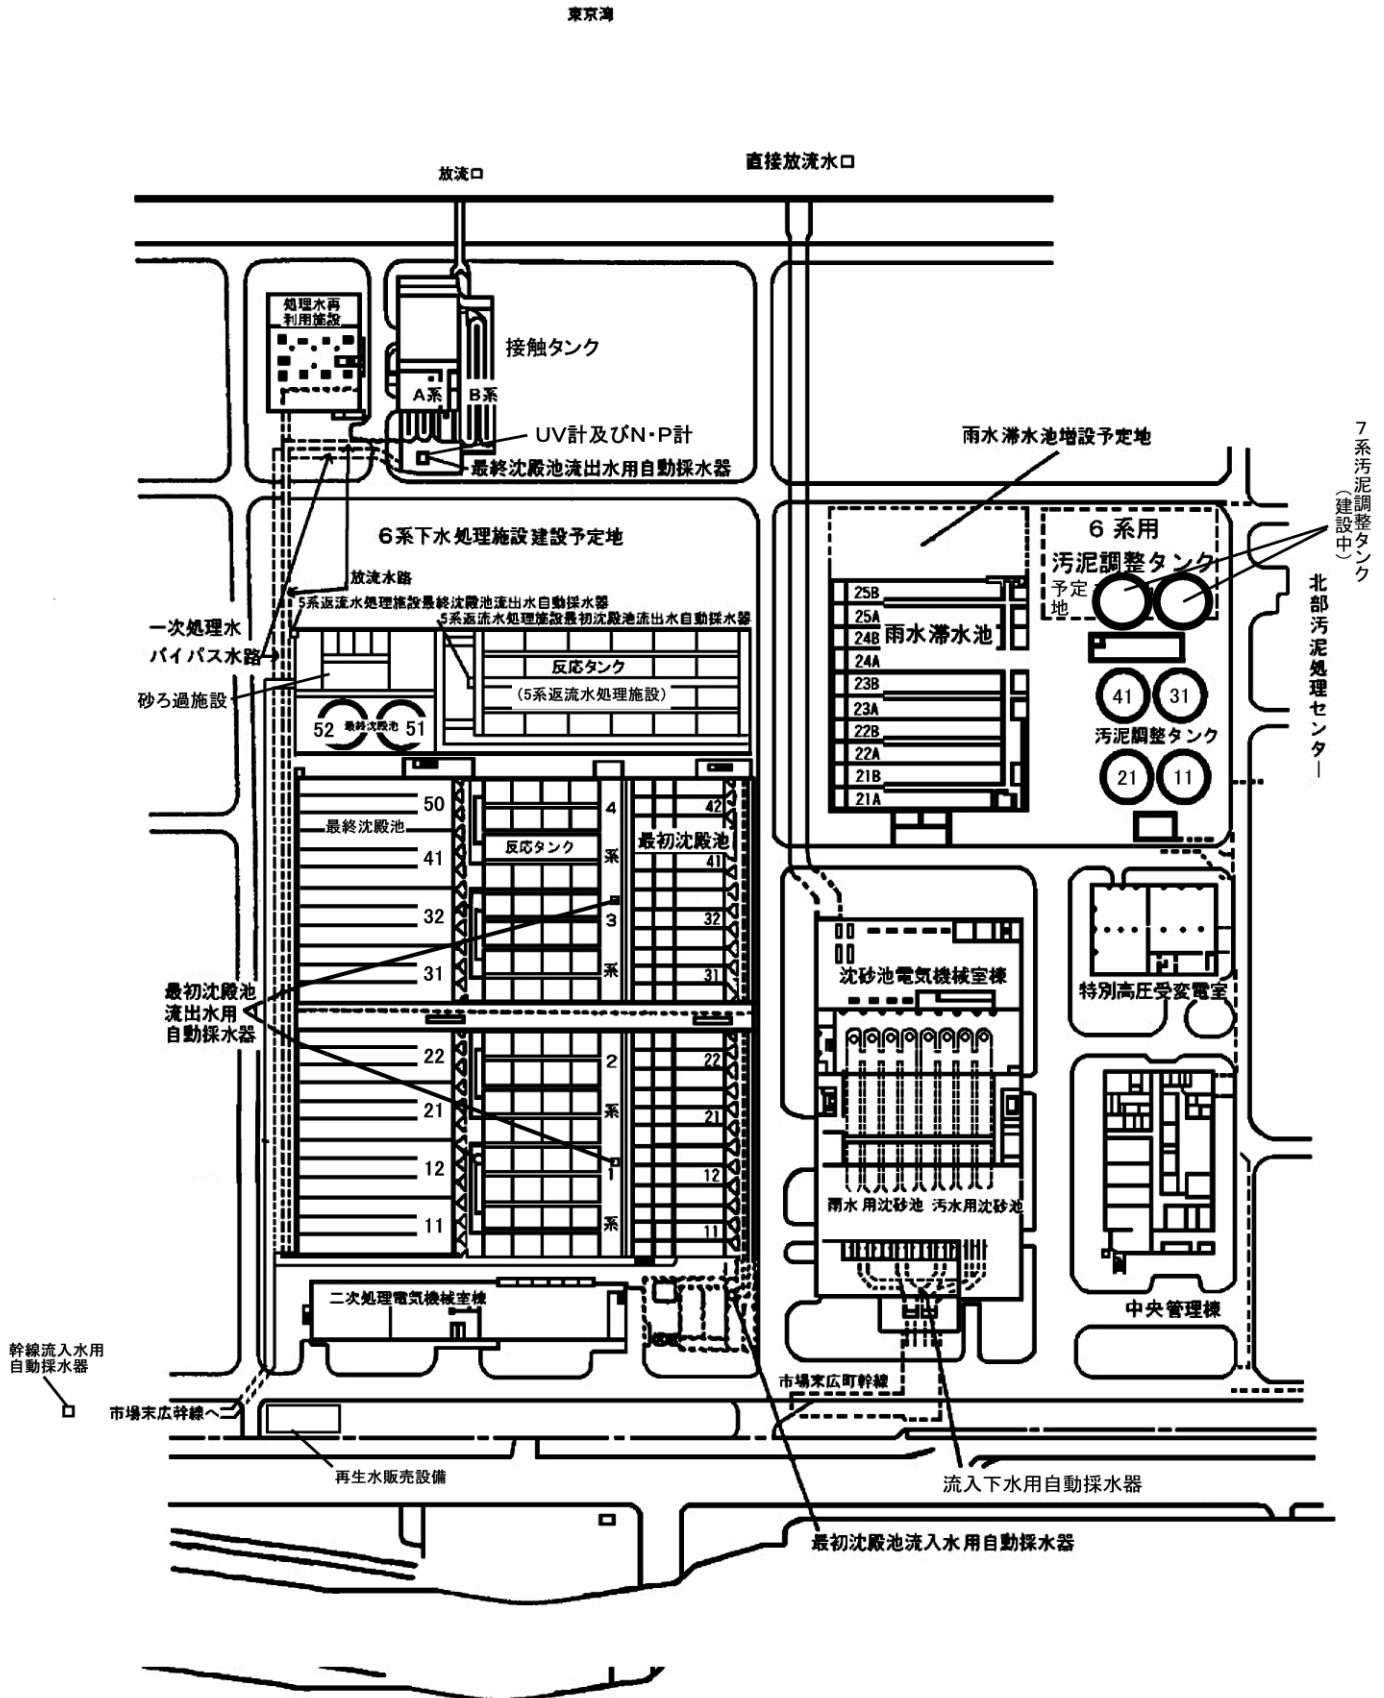 東京湾
放流口
直接放流水口
処理水再
利用施設
接触タンク
A系
B系
UV計及びN・P計
最終沈殿池流出水用自動採水器
雨水滞水池増設予定地
7系汚泥調整タンク
（建設中）
6系下水処理施設建設予定地
6系用
汚泥調整タンク
予定
地
放流水路
5系返流水処理施設最終沈殿池流出水自動採水器
5系返流水処理施設最初沈殿池流出水自動採水器
北部汚泥処理センター
一次処理水
バイパス水路
砂ろ過施設
52
最終沈殿池
51
反応タンク
（5系返流水処理施設）
25B
25A
24B
雨水滞水池
24A
23B
23A
22B
22A
21B
21A
41
31
汚泥調整タンク
21
11
50
最終沈殿池
41
32
31
22
21
12
11
反応タンク
4
系
3
系
2
系
1
系
42
最初沈殿池
41
32
31
22
21
12
11
最初沈殿池
流出水用
自動採水器
沈砂池電気機械室棟
特別高圧受変電室
雨水用沈砂池
汚水用沈砂池
二次処理電気機械室棟
中央管理棟
幹線流入水用
自動採水器
市場末広幹線へ
市場末広町幹線
再生水販売設備
流入下水用自動採水器
最初沈殿池流入水用自動採水器